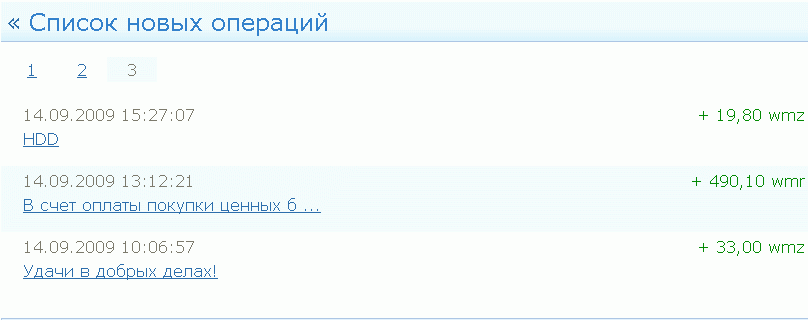 « Список новых операций
1 2 3
14.09.2009 15:27:07 + 19,80 wmz
HDD
14.09.2009 13:12:21 + 490,10 wmr
В счет оплаты покупки ценных б ...
14.09.2009 10:06:57 + 33,00 wmz
Удачи в добрых делах!